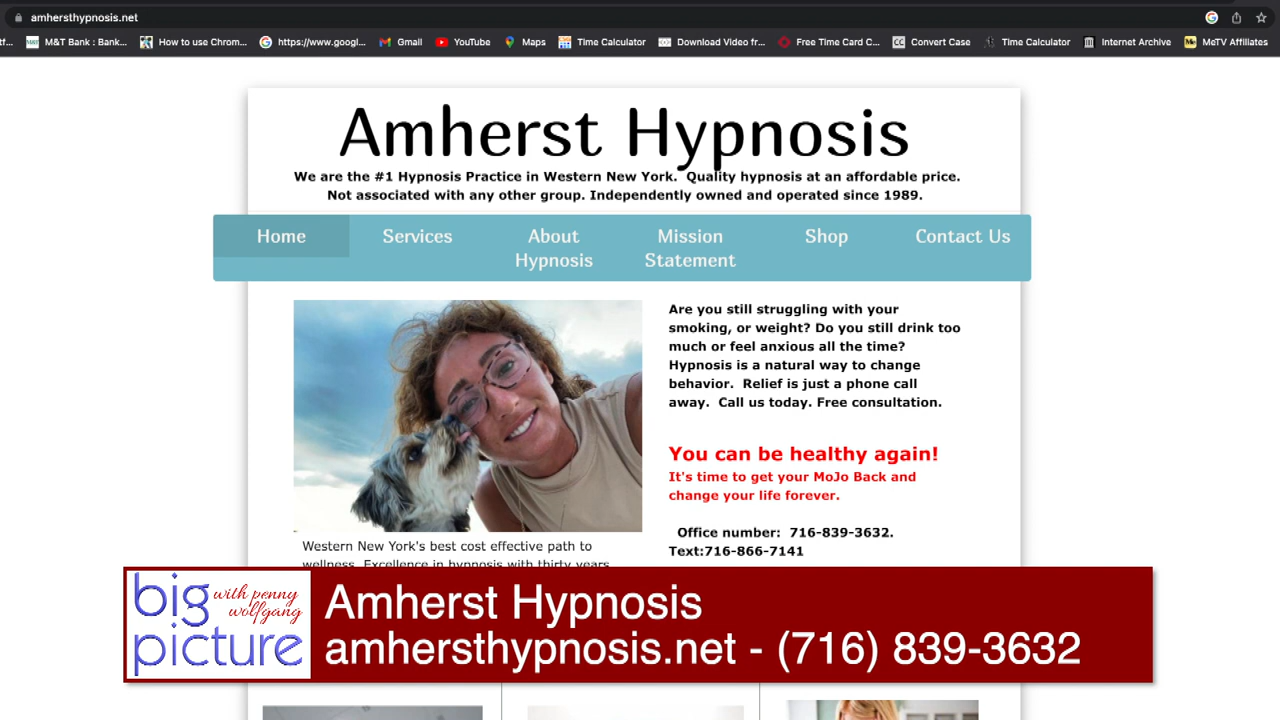 amhersthypnosis.net
M&T Bank : Bank...
How to use Chrom...
https://www.googl...
Gmail
YouTube
Maps
Time Calculator
Download Video fr...
Free Time Card C...
CC
Convert Case
Time Calculator
Internet Archive
MeTV Affiliates
Amherst Hypnosis
We are the #1 Hypnosis Practice in Western New York.  Quality hypnosis at an affordable price.
Not associated with any other group. Independently owned and operated since 1989.
Home
Services
About
Hypnosis
Mission
Statement
Shop
Contact Us
Are you still struggling with your
smoking, or weight? Do you still drink too
much or feel anxious all the time?
Hypnosis is a natural way to change
behavior.  Relief is just a phone call
away.  Call us today. Free consultation.
You can be healthy again!
It's time to get your MoJo Back and
change your life forever.
Office number:  716-839-3632.
Text:716-866-7141
Western New York's best cost effective path to
wellness. Excellence in hypnosis with thirty years
big
with penny
wolfgang
picture
Amherst Hypnosis
amhersthypnosis.net - (716) 839-3632